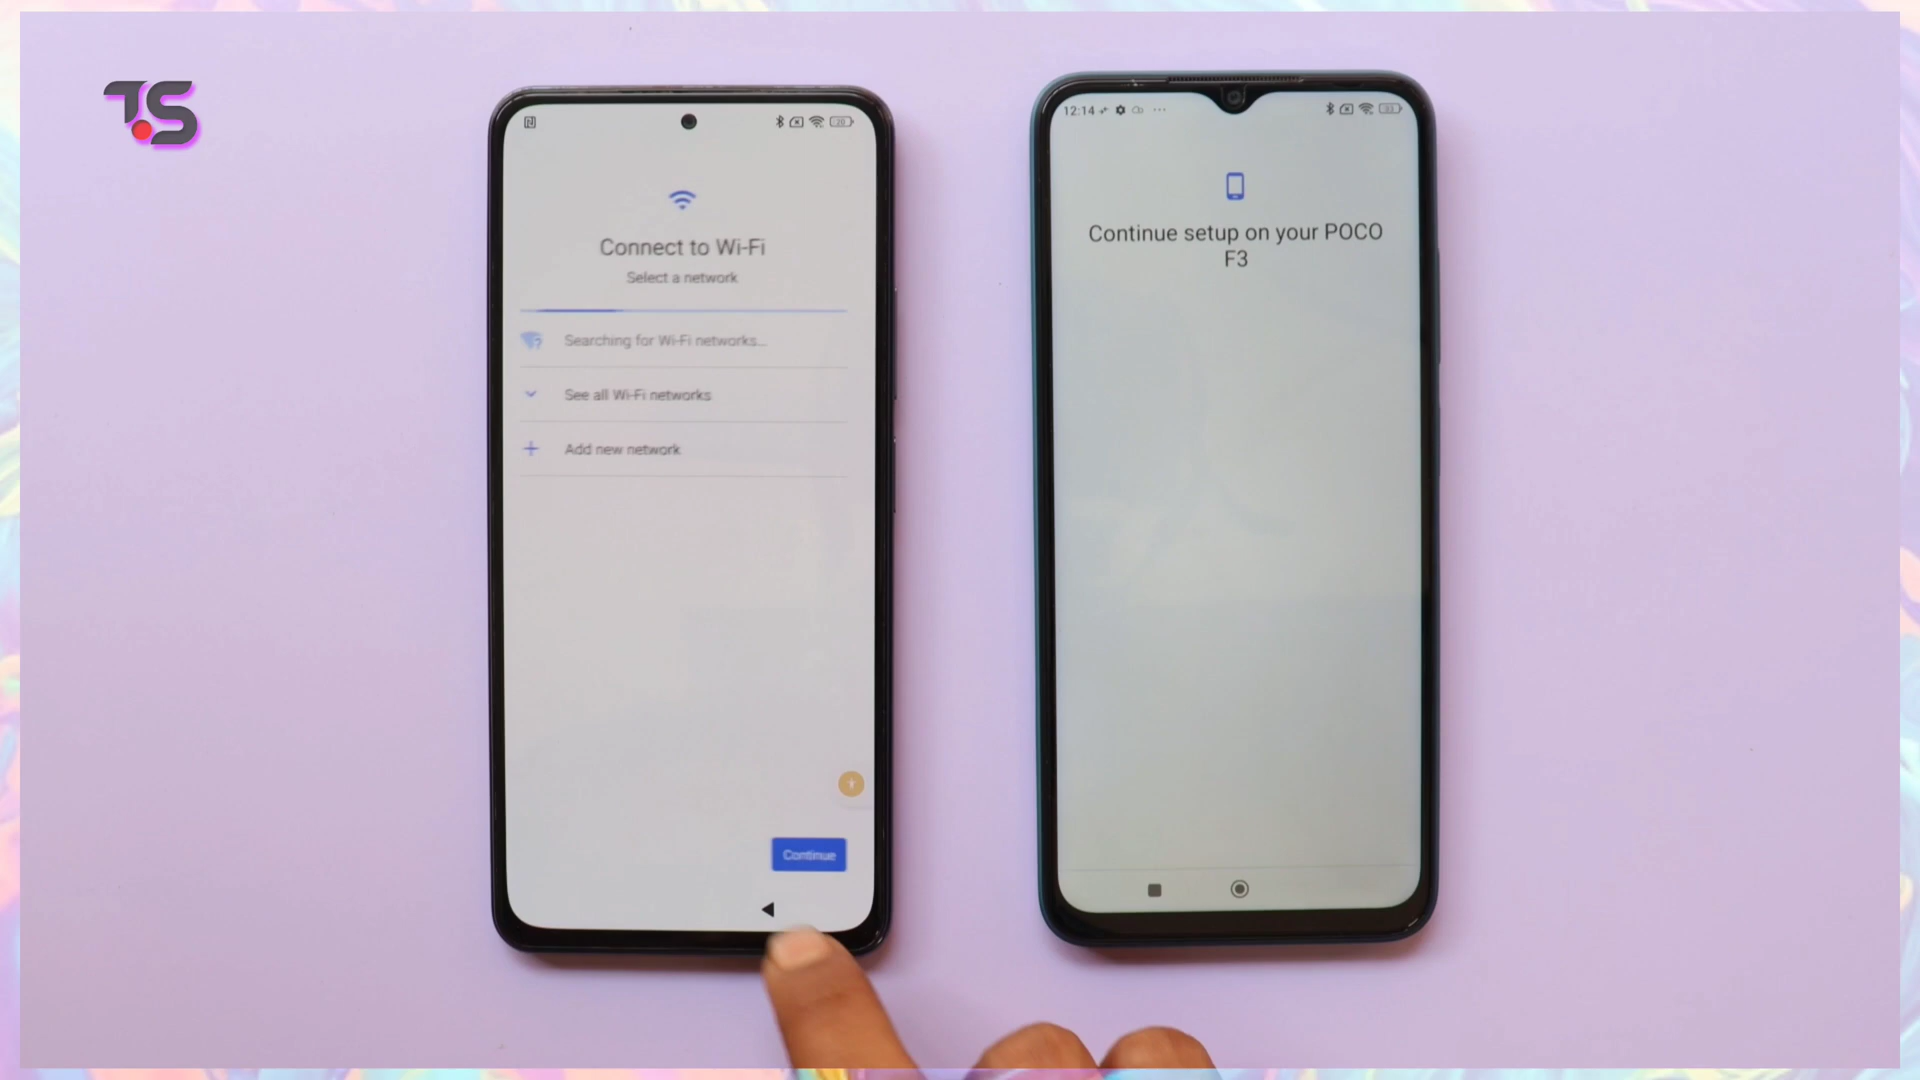 T.S
20
Connect to Wi-Fi
Select a network
Searching for Wi-Fi networks...
See all Wi-Fi networks
Add new network
Continue
12:14
Continue setup on your POCO
F3